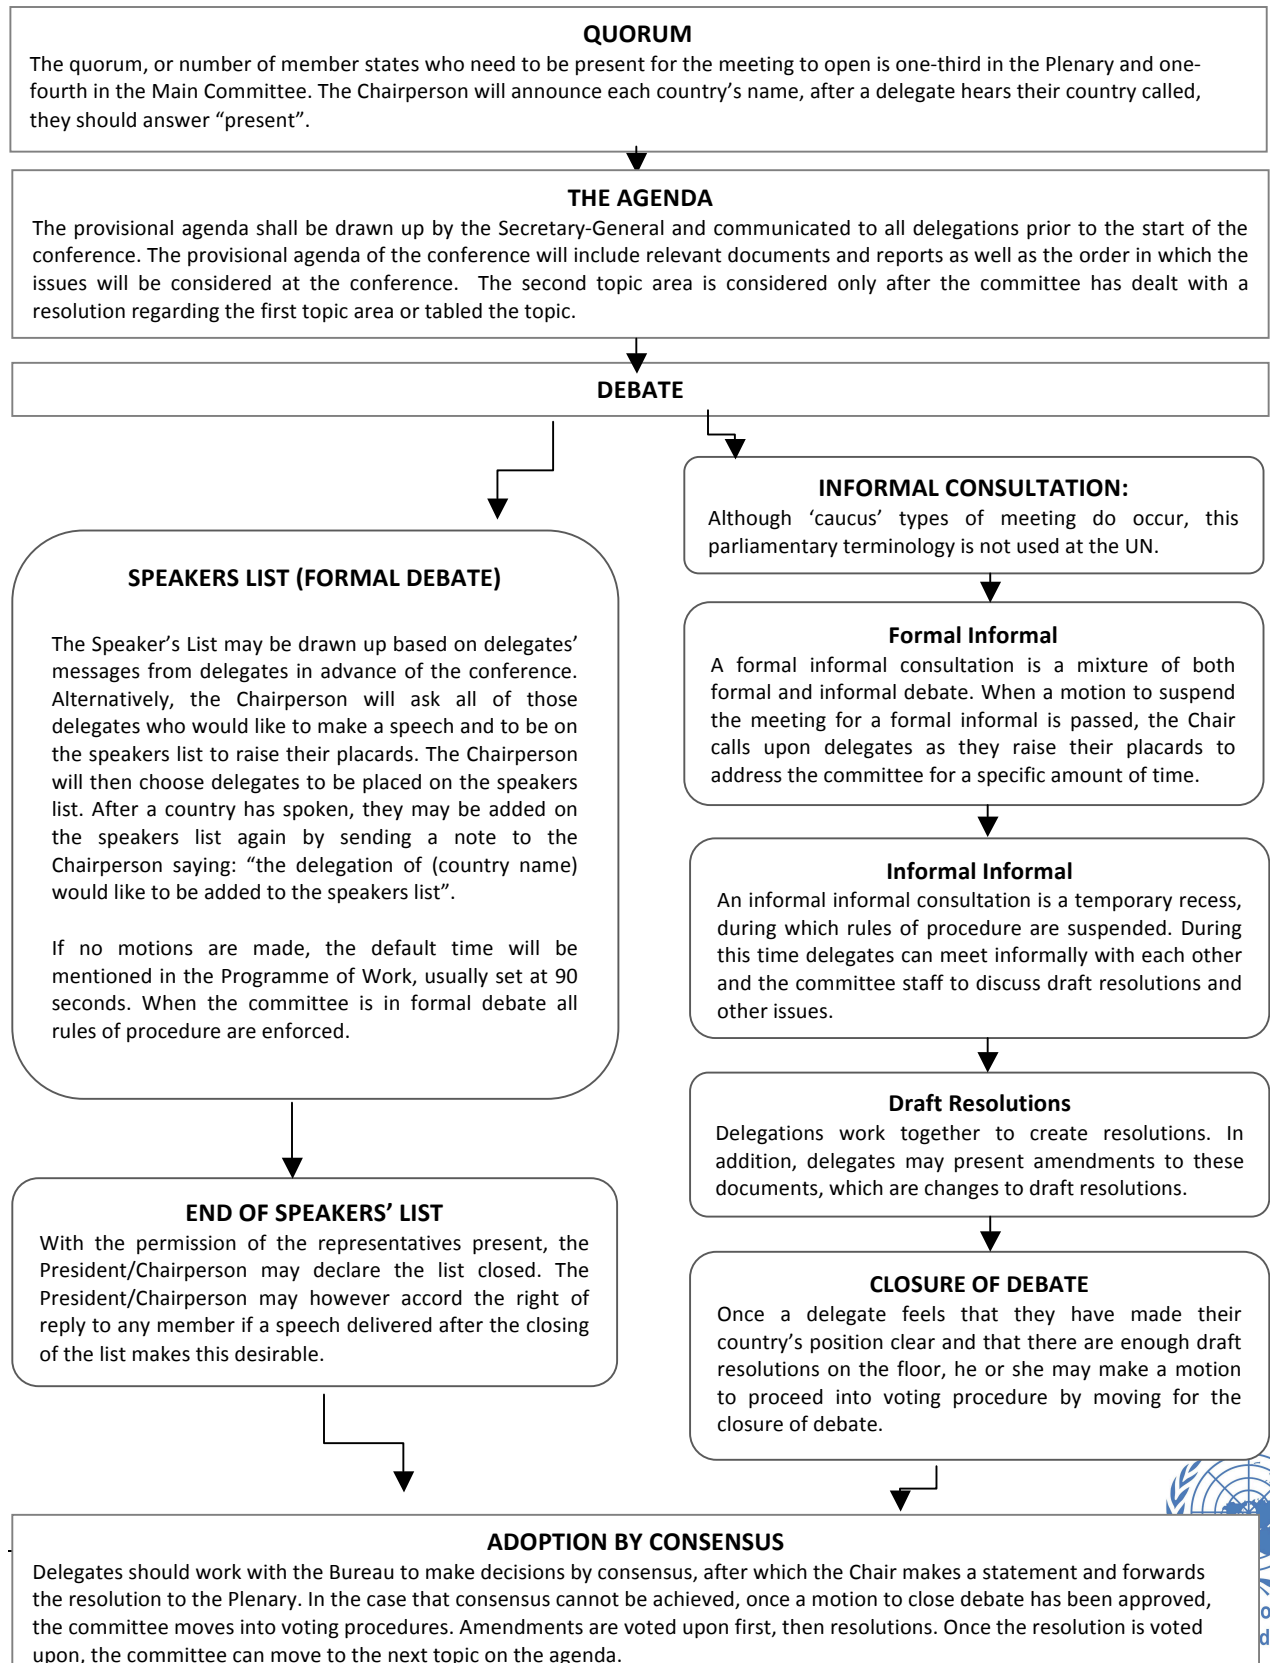 QUORUM
The quorum, or number of member states who need to be present for the meeting to open is one-third in the Plenary and one-
fourth in the Main Committee. The Chairperson will announce each country’s name, after a delegate hears their country called,
they should answer “present”.
THE AGENDA
The provisional agenda shall be drawn up by the Secretary-General and communicated to all delegations prior to the start of the
conference. The provisional agenda of the conference will include relevant documents and reports as well as the order in which the
issues will be considered at the conference. The second topic area is considered only after the committee has dealt with a
resolution regarding the first topic area or tabled the topic.
DEBATE
SPEAKERS LIST (FORMAL DEBATE)
The Speaker’s List may be drawn up based on delegates’
messages from delegates in advance of the conference.
Alternatively, the Chairperson will ask all of those
delegates who would like to make a speech and to be on
the speakers list to raise their placards. The Chairperson
will then choose delegates to be placed on the speakers
list. After a country has spoken, they may be added on
the speakers list again by sending a note to the
Chairperson saying: “the delegation of (country name)
would like to be added to the speakers list”.
If no motions are made, the default time will be
mentioned in the Programme of Work, usually set at 90
seconds. When the committee is in formal debate all
rules of procedure are enforced.
END OF SPEAKERS’ LIST
With the permission of the representatives present, the
President/Chairperson may declare the list closed. The
President/Chairperson may however accord the right of
reply to any member if a speech delivered after the closing
of the list makes this desirable.
INFORMAL CONSULTATION:
Although ‘caucus’ types of meeting do occur, this
parliamentary terminology is not used at the UN.
Formal Informal
A formal informal consultation is a mixture of both
formal and informal debate. When a motion to suspend
the meeting for a formal informal is passed, the Chair
calls upon delegates as they raise their placards to
address the committee for a specific amount of time.
Informal Informal
An informal informal consultation is a temporary recess,
during which rules of procedure are suspended. During
this time delegates can meet informally with each other
and the committee staff to discuss draft resolutions and
other issues.
Draft Resolutions
Delegations work together to create resolutions. In
addition, delegates may present amendments to these
documents, which are changes to draft resolutions.
CLOSURE OF DEBATE
Once a delegate feels that they have made their
country’s position clear and that there are enough draft
resolutions on the floor, he or she may make a motion
to proceed into voting procedure by moving for the
closure of debate.
ADOPTION BY CONSENSUS
Delegates should work with the Bureau to make decisions by consensus, after which the Chair makes a statement and forwards
the resolution to the Plenary. In the case that consensus cannot be achieved, once a motion to close debate has been approved,
the committee moves into voting procedures. Amendments are voted upon first, then resolutions. Once the resolution is voted
upon, the committee can move to the next topic on the agenda.